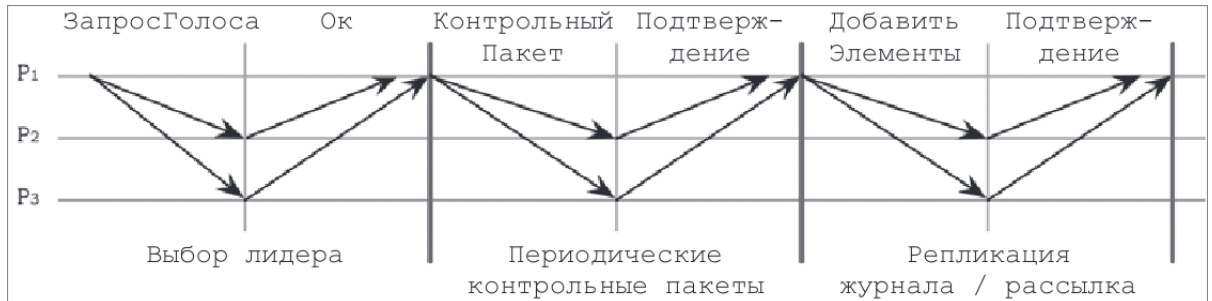 ЗапросГолоса Ок Контрольный Подтверж- Добавить Подтверж-
Пакет дение Элементы дение
P1
P2
P3
Выбор лидера Периодические Репликация
контрольные пакеты журнала / рассылка